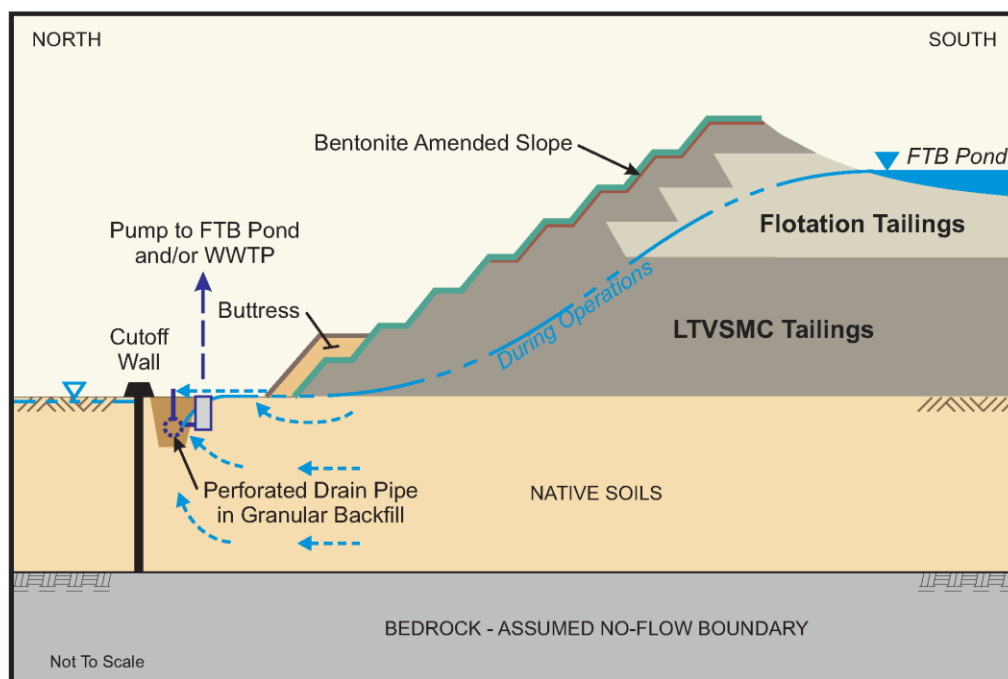 NORTH
SOUTH
Bentonite Amended Slope
FTB Pond
Pump to FTB Pond
and/or WWTP
Flotation Tailings
Buttress
During Operations
LTVSMC Tailings
Cutoff
Wall
Perforated Drain Pipe
in Granular Backfill
NATIVE SOILS
BEDROCK - ASSUMED NO-FLOW BOUNDARY
Not To Scale